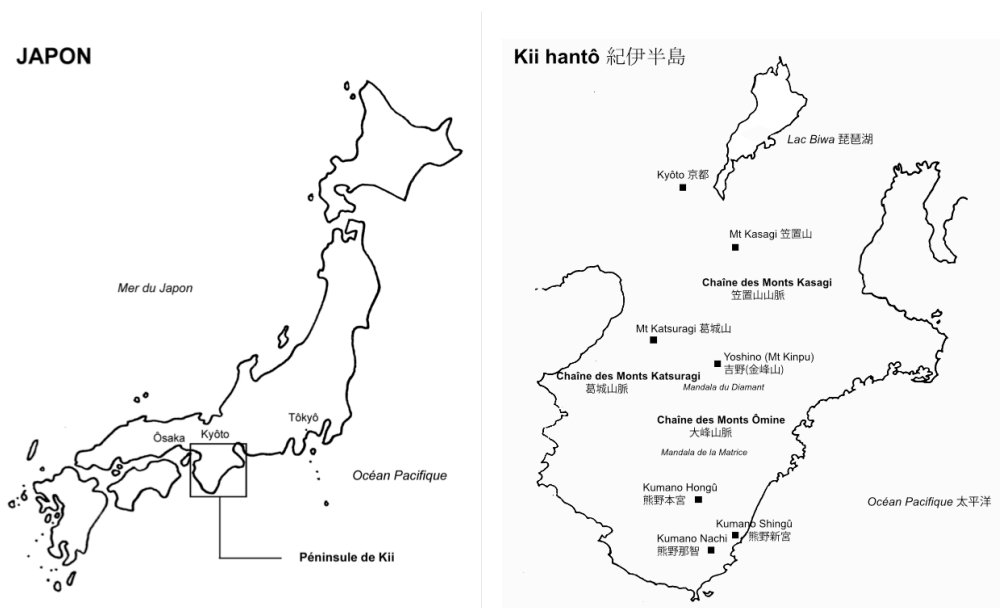 JAPON
Mer du Japon
Tôkyô
Ôsaka
Kyôto
Océan Pacifique
Péninsule de Kii
Kii hantô 紀伊半島
Lac Biwa 琵琶湖
Kyôto 京都
Mt Kasagi 笠置山
Chaîne des Monts Kasagi
笠置山山脈
Mt Katsuragi 葛城山
Yoshino (Mt Kinpu)
吉野(金峰山)
Chaîne des Monts Katsuragi
葛城山脈
Mandala du Diamant
Chaîne des Monts Ômine
大峰山脈
Mandala de la Matrice
Kumano Hongû
熊野本宮
Océan Pacifique 太平洋
Kumano Shingû
熊野新宮
Kumano Nachi
熊野那智